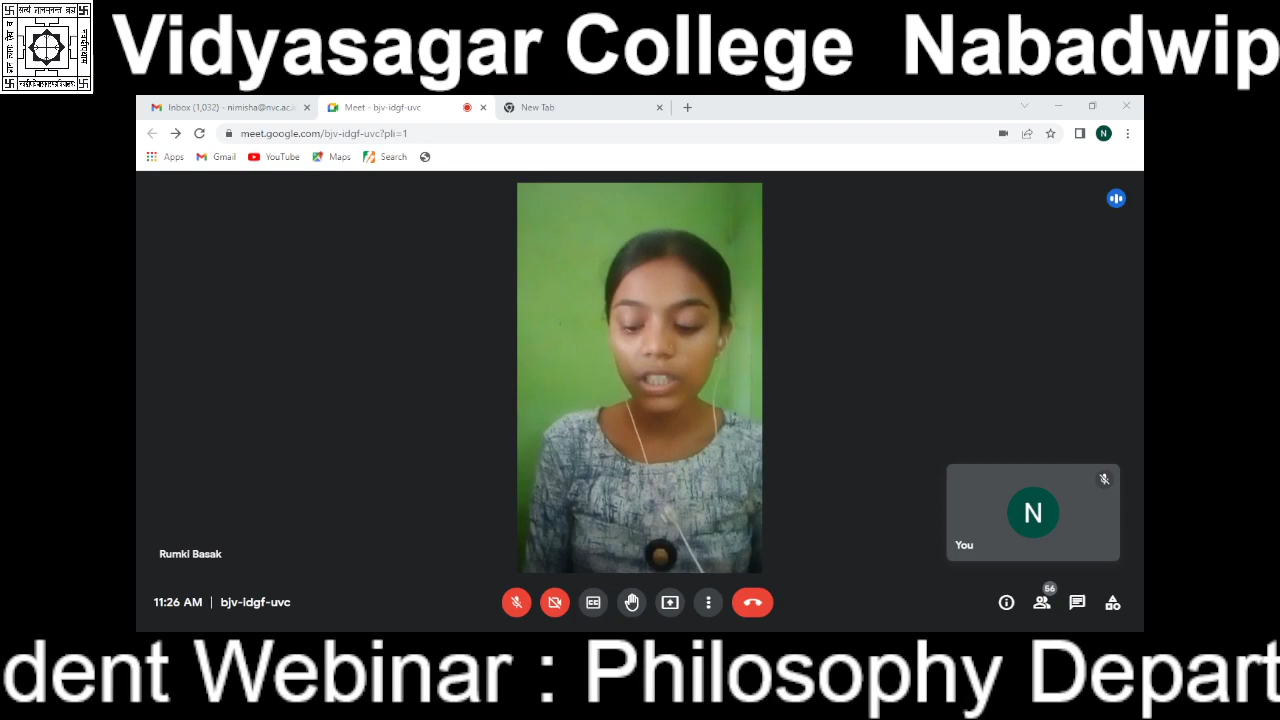 Vidyasagar College Nabadwip
Inbox (1,032) - nimisha@nvc.ac.i
Meet - bjv-idgf-uvc
New Tab
meet.google.com/bjv-idgf-uvc?pli=1
N
Apps Gmail YouTube Maps Search
N
You
Rumki Basak
11:26 AM | bjv-idgf-uvc
CC
56
dent Webinar : Philosophy Depart